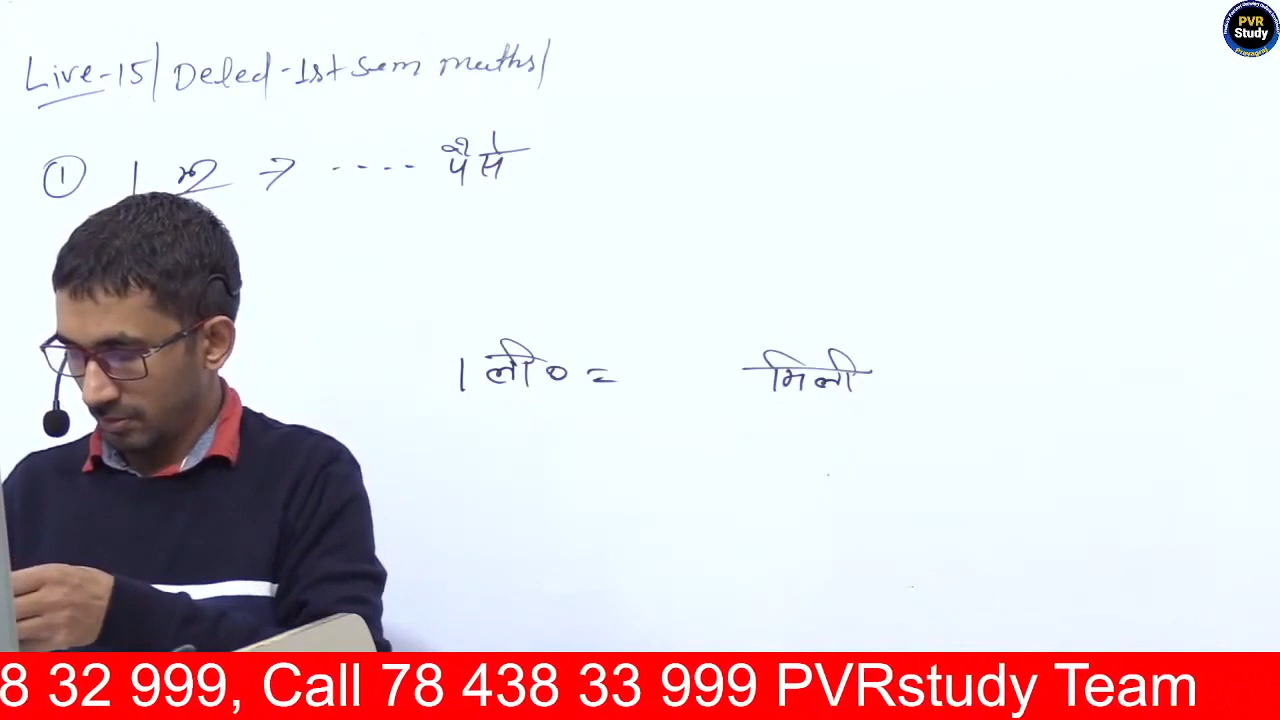 PVR
Study
Prayagraj
Live-15/ Deled-1st sem maths/
① 1 रू → .... पैसे
1 ली० = मिली
8 32 999, Call 78 438 33 999 PVRstudy Team